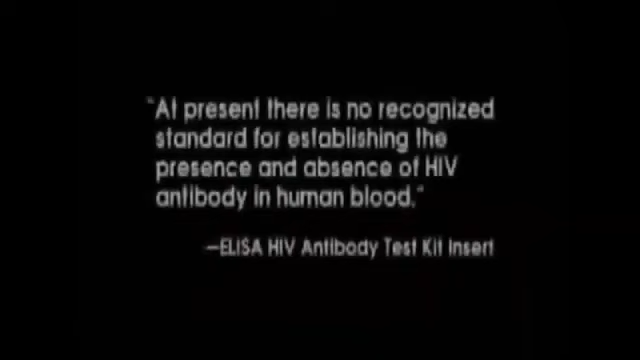 "At present there is no recognized
standard for establishing the
presence and absence of HIV
antibody in human blood."
—ELISA HIV Antibody Test Kit Insert